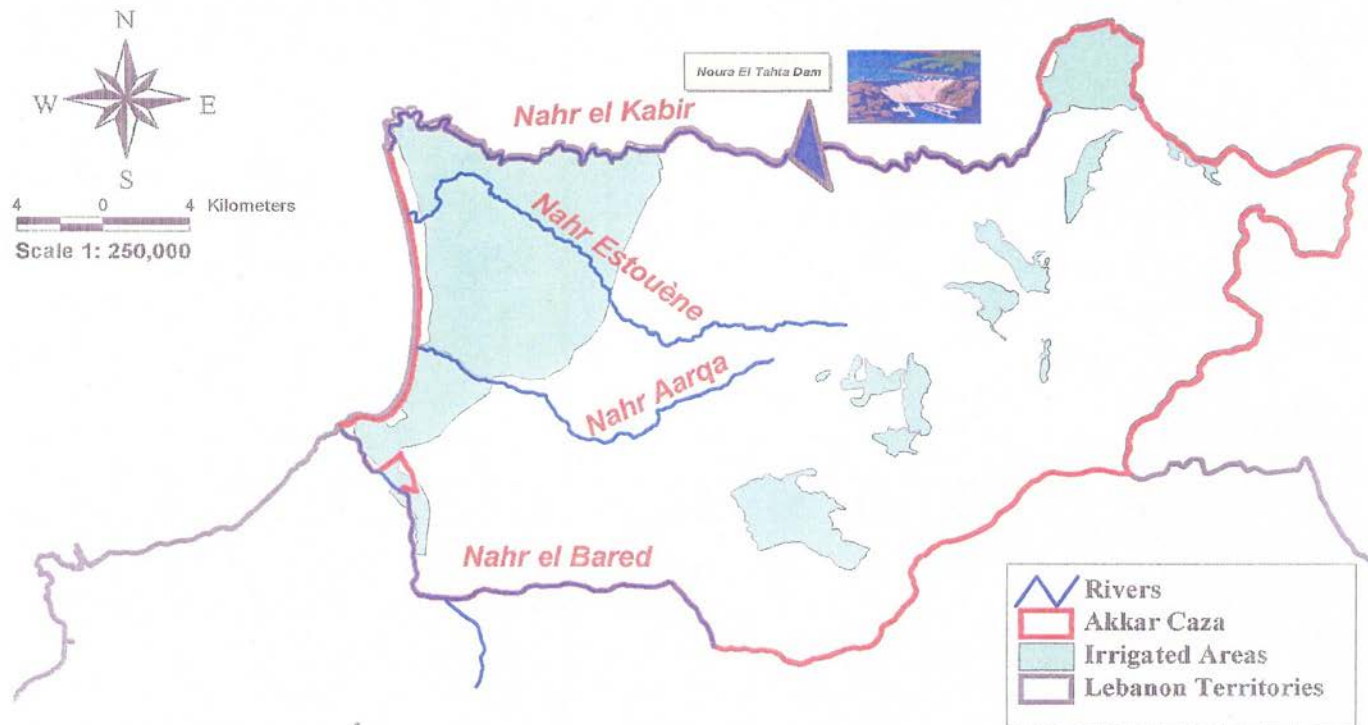 N
W E
S
4 0 4 Kilometers
Scale 1: 250,000
Noura El Tahta Dam
Nahr el Kabir
Nahr Estouène
Nahr Aarqa
Nahr el Bared
Rivers
Akkar Caza
Irrigated Areas
Lebanon Territories